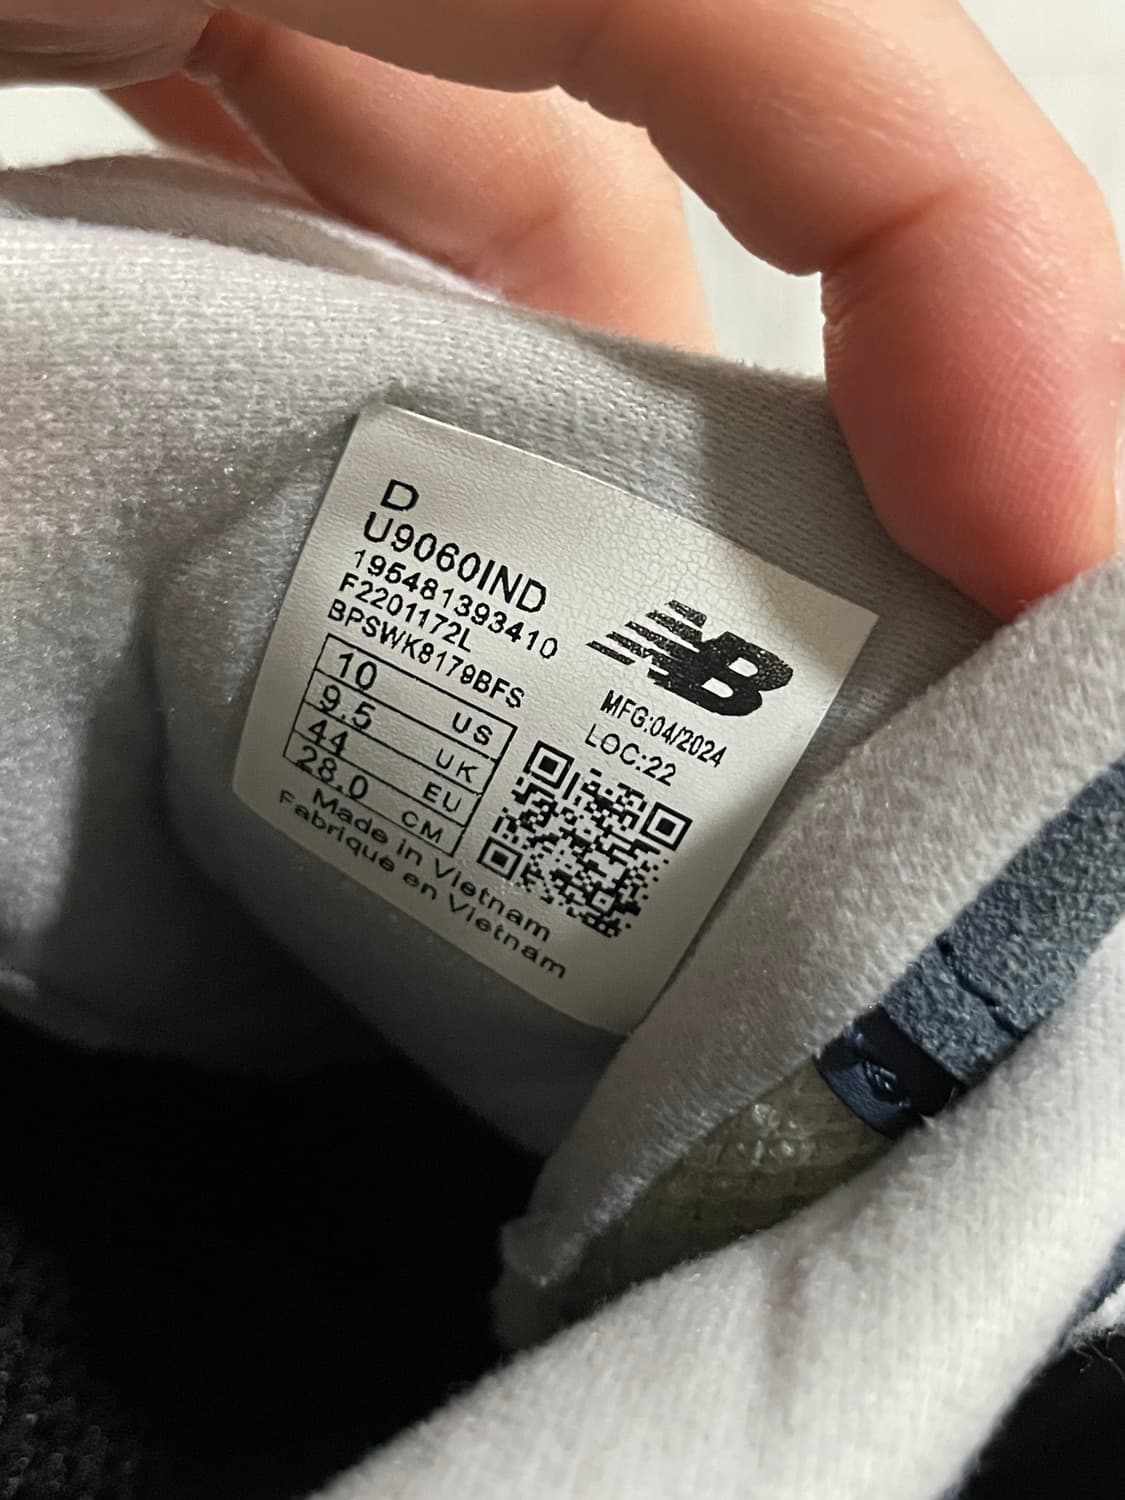 D
U9060IND
195481393410
F2201172L
BPSWK8179BFS
10 US
9.5 UK
44 EU
28.0 CM
Made in Vietnam
Fabriqué en Vietnam
NB
MFG:04/2024
LOC:22